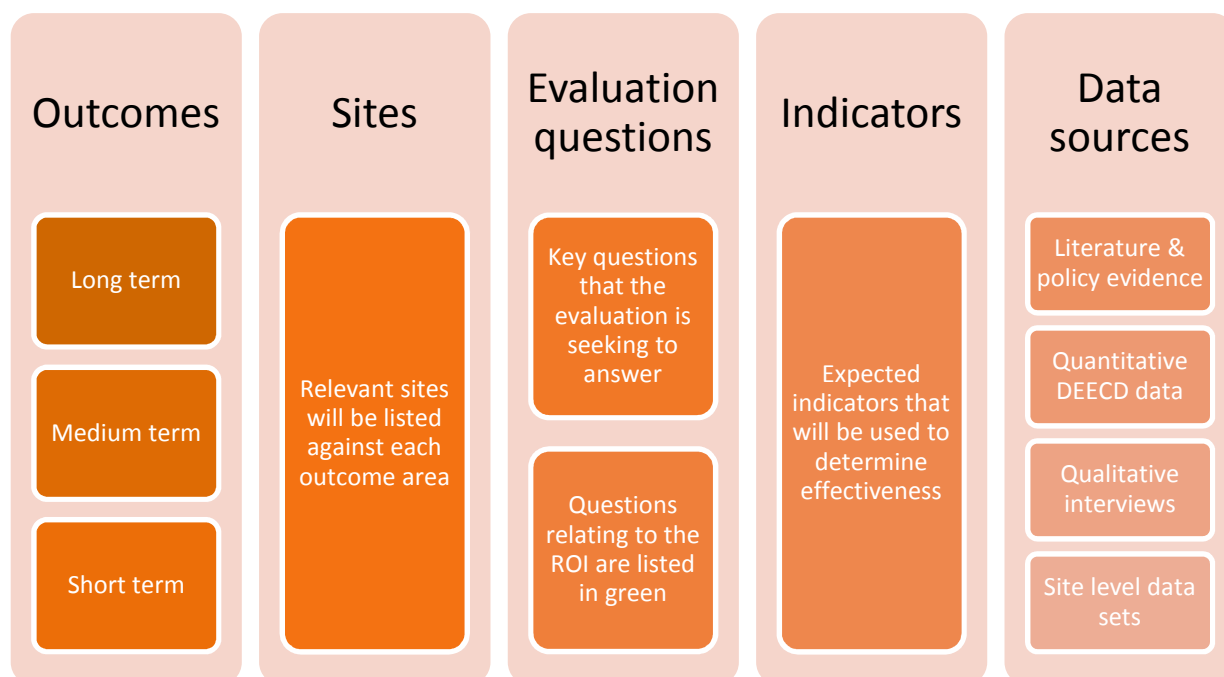 Outcomes
Long term
Medium term
Short term
Sites
Relevant sites
will be listed
against each
outcome area
Evaluation
questions
Key questions
that the
evaluation is
seeking to
answer
Questions
relating to the
ROI are listed
in green
Indicators
Expected
indicators that
will be used to
determine
effectiveness
Data
sources
Literature &
policy evidence
Quantitative
DEECD data
Qualitative
interviews
Site level data
sets